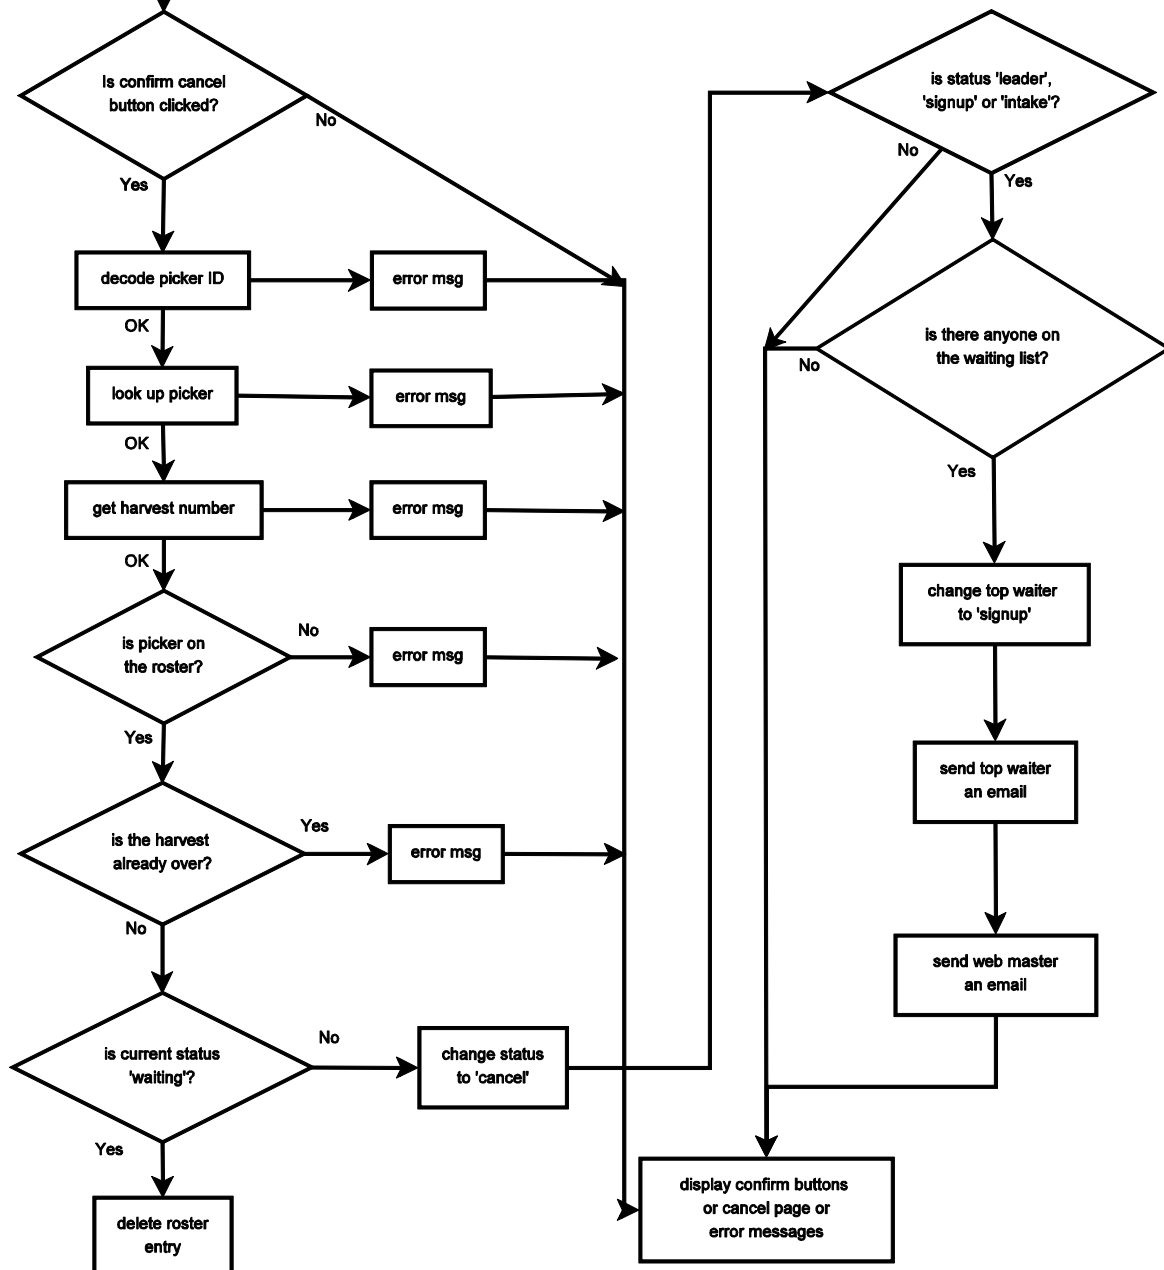 Is confirm cancel
button clicked?
No
Yes
decode picker ID
error msg
OK
look up picker
error msg
OK
get harvest number
error msg
OK
is picker on
the roster?
No
error msg
Yes
is the harvest
already over?
Yes
error msg
No
is current status
'waiting'?
No
change status
to 'cancel'
Yes
delete roster
entry
is status 'leader',
'signup' or 'intake'?
No
Yes
is there anyone on
the waiting list?
No
Yes
change top waiter
to 'signup'
send top waiter
an email
send web master
an email
display confirm buttons
or cancel page or
error messages